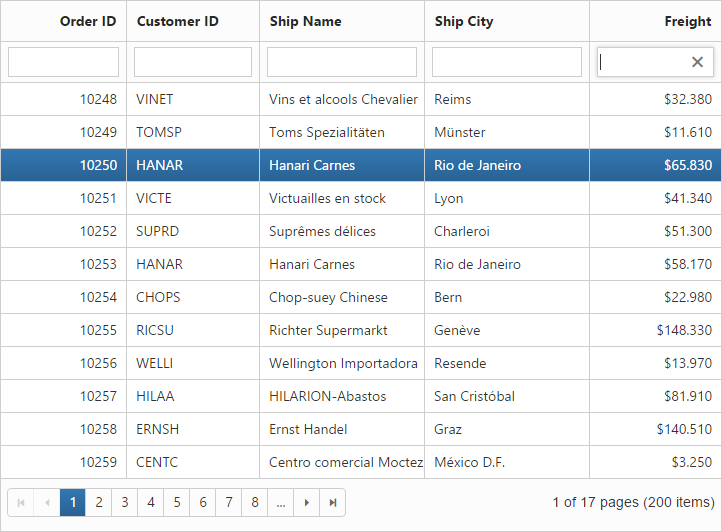 Order ID Customer ID Ship Name Ship City Freight
10248 VINET Vins et alcools Chevalier Reims $32.380
10249 TOMSP Toms Spezialitäten Münster $11.610
10250 HANAR Hanari Carnes Rio de Janeiro $65.830
10251 VICTE Victuailles en stock Lyon $41.340
10252 SUPRD Suprêmes délices Charleroi $51.300
10253 HANAR Hanari Carnes Rio de Janeiro $58.170
10254 CHOPS Chop-suey Chinese Bern $22.980
10255 RICSU Richter Supermarkt Genève $148.330
10256 WELLI Wellington Importadora Resende $13.970
10257 HILAA HILARION-Abastos San Cristóbal $81.910
10258 ERNSH Ernst Handel Graz $140.510
10259 CENTC Centro comercial Moctez México D.F. $3.250
1 2 3 4 5 6 7 8 ... 1 of 17 pages (200 items)